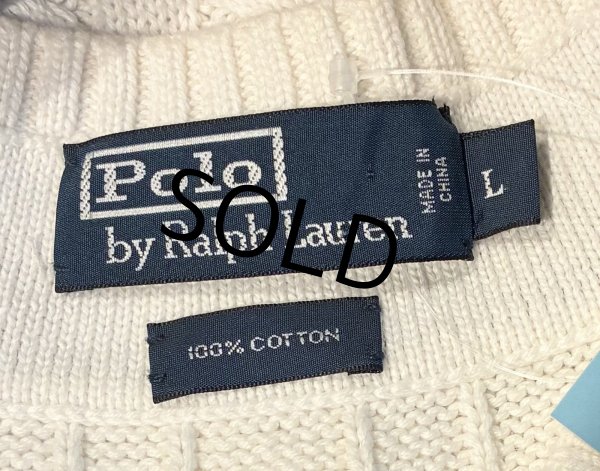 Polo
by Ralph Lauren
MADE IN
CHINA
L
SOLD
100% COTTON